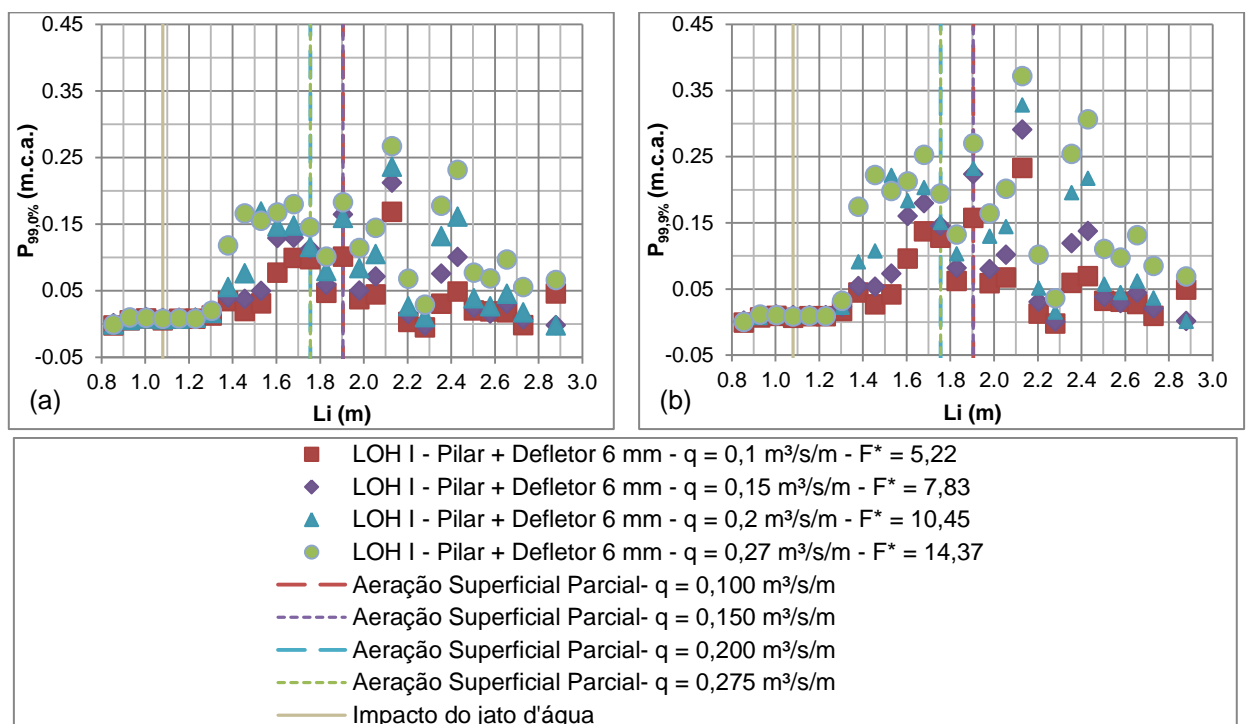 0.45
0.35
0.25
0.15
0.05
-0.05
P99,0% (m.c.a.)
0.8 1.0 1.2 1.4 1.6 1.8 2.0 2.2 2.4 2.6 2.8 3.0
Li (m)
(a)
0.45
0.35
0.25
0.15
0.05
-0.05
P99,9% (m.c.a.)
0.8 1.0 1.2 1.4 1.6 1.8 2.0 2.2 2.4 2.6 2.8 3.0
Li (m)
(b)
LOH I - Pilar + Defletor 6 mm - q = 0,1 m³/s/m - F* = 5,22
LOH I - Pilar + Defletor 6 mm - q = 0,15 m³/s/m - F* = 7,83
LOH I - Pilar + Defletor 6 mm - q = 0,2 m³/s/m - F* = 10,45
LOH I - Pilar + Defletor 6 mm - q = 0,27 m³/s/m - F* = 14,37
Aeração Superficial Parcial- q = 0,100 m³/s/m
Aeração Superficial Parcial- q = 0,150 m³/s/m
Aeração Superficial Parcial- q = 0,200 m³/s/m
Aeração Superficial Parcial- q = 0,275 m³/s/m
Impacto do jato d'água